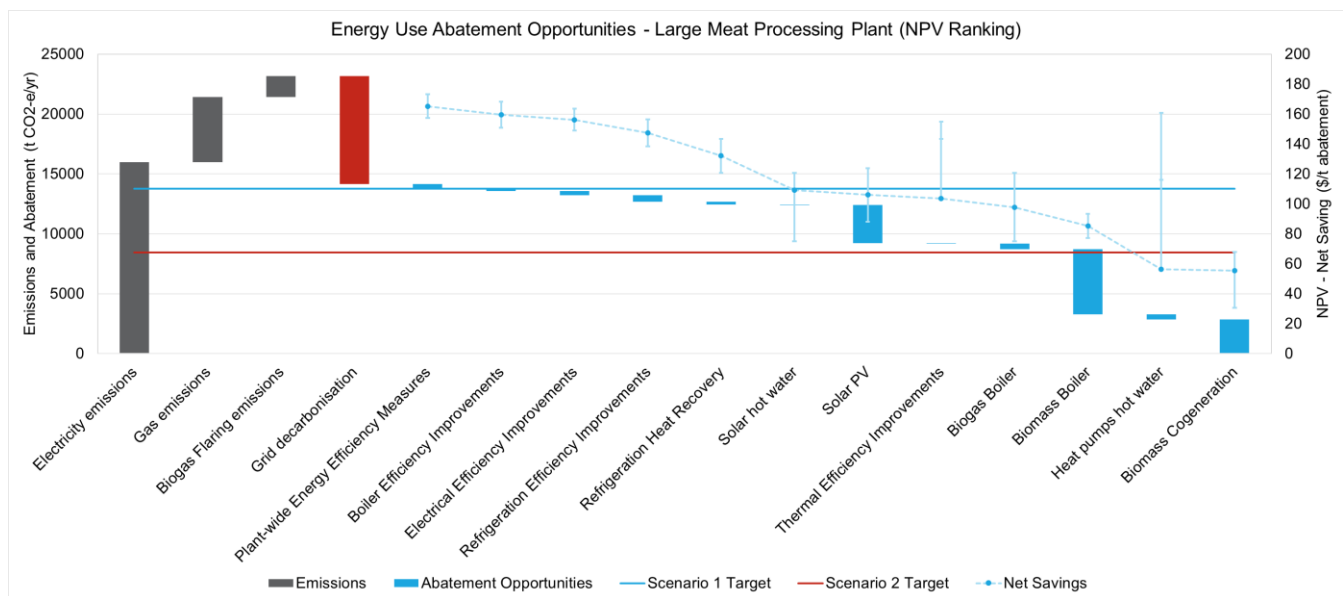 Energy Use Abatement Opportunities - Large Meat Processing Plant (NPV Ranking)
Emissions and Abatement (t CO2-e/yr)
25000
20000
15000
10000
5000
0
200
180
160
140
120
100
80
60
40
20
0
NPV - Net Saving ($/t abatement)
Electricity emissions
Gas emissions
Biogas Flaring emissions
Grid decarbonisation
Plant-wide Energy Efficiency Measures
Boiler Efficiency Improvements
Electrical Efficiency Improvements
Refrigeration Efficiency Improvements
Refrigeration Heat Recovery
Solar hot water
Solar PV
Thermal Efficiency Improvements
Biogas Boiler
Biomass Boiler
Heat pumps hot water
Biomass Cogeneration
Emissions
Abatement Opportunities
Scenario 1 Target
Scenario 2 Target
Net Savings